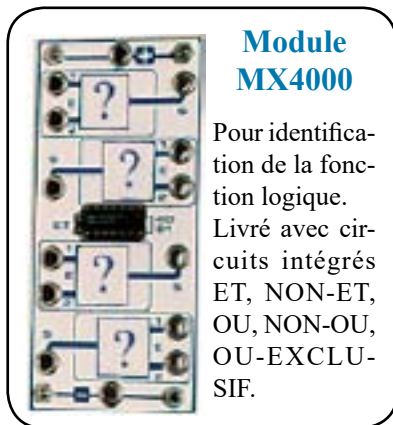 Module
MX4000
Pour identifica-
tion de la fonc-
tion logique.
Livré avec cir-
cuits intégrés
ET, NON-ET,
OU, NON-OU,
OU-EXCLU-
SIF.
?
?
?
?